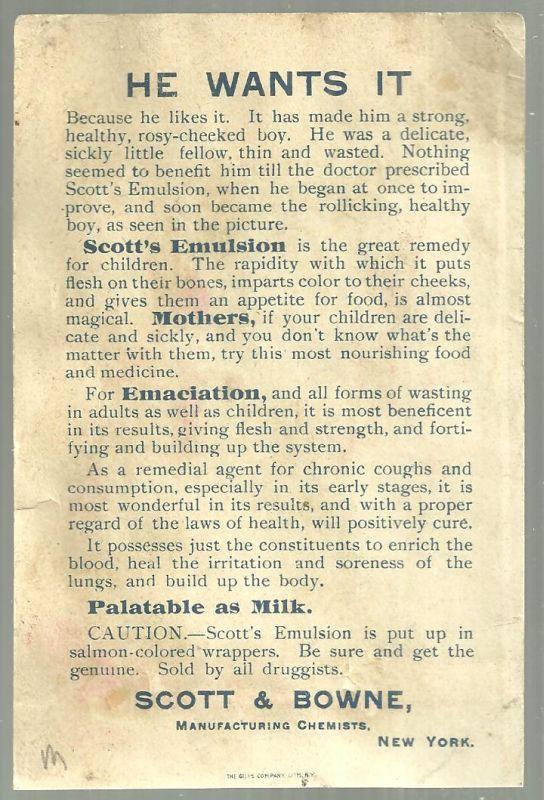 HE WANTS IT
Because he likes it. It has made him a strong,
healthy, rosy-cheeked boy. He was a delicate,
sickly little fellow, thin and wasted. Nothing
seemed to benefit him till the doctor prescribed
Scott's Emulsion, when he began at once to im-
prove, and soon became the rollicking, healthy
boy, as seen in the picture.
Scott's Emulsion is the great remedy
for children. The rapidity with which it puts
flesh on their bones, imparts color to their cheeks,
and gives them an appetite for food, is almost
magical. Mothers, if your children are deli-
cate and sickly, and you don't know what's the
matter with them, try this most nourishing food
and medicine.
For Emaciation, and all forms of wasting
in adults as well as children, it is most beneficent
in its results, giving flesh and strength, and forti-
fying and building up the system.
As a remedial agent for chronic coughs and
consumption, especially in its early stages, it is
most wonderful in its results, and with a proper
regard of the laws of health, will positively cure.
It possesses just the constituents to enrich the
blood, heal the irritation and soreness of the
lungs, and build up the body.
Palatable as Milk.
CAUTION.—Scott's Emulsion is put up in
salmon-colored wrappers. Be sure and get the
genuine. Sold by all druggists.
SCOTT & BOWNE,
MANUFACTURING CHEMISTS,
NEW YORK.
M
THE GILES COMPANY LITH. N.Y.